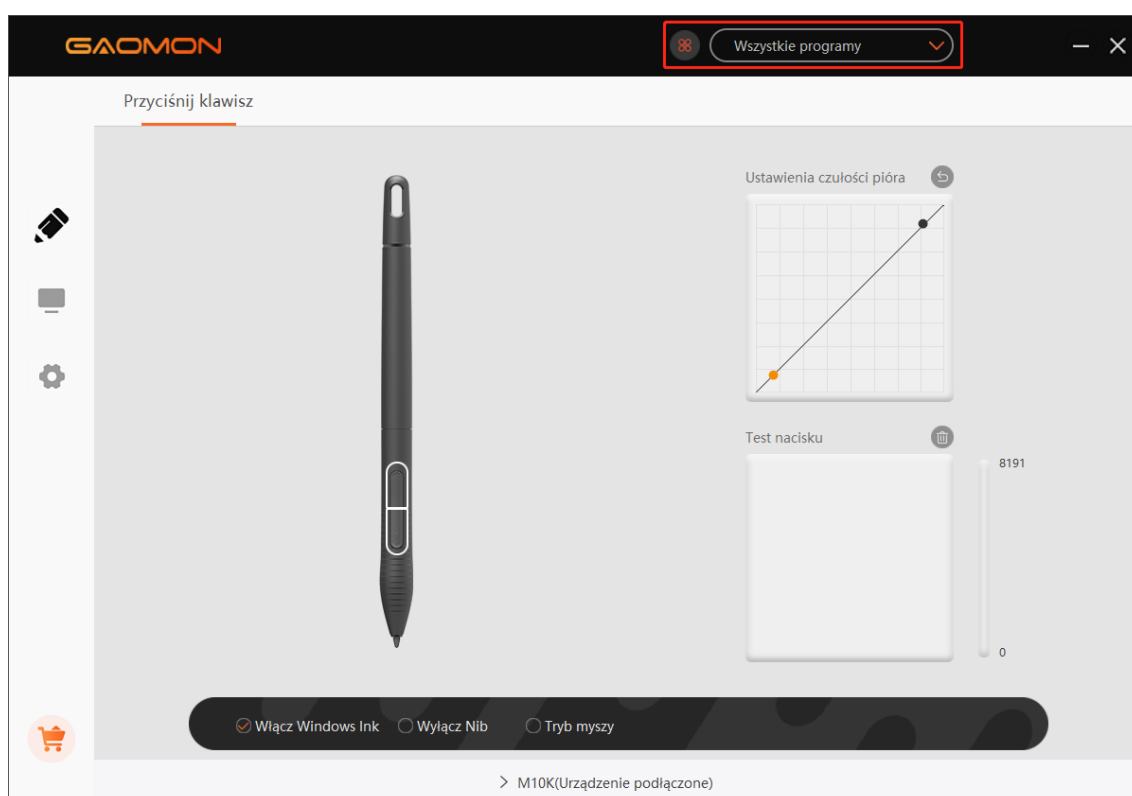 GAOMON
Wszystkie programy
Przyciśnij klawisz
Ustawienia czułości pióra
Test nacisku
8191
0
Włącz Windows Ink
Wyłącz Nib
Tryb myszy
M10K(Urządzenie podłączone)